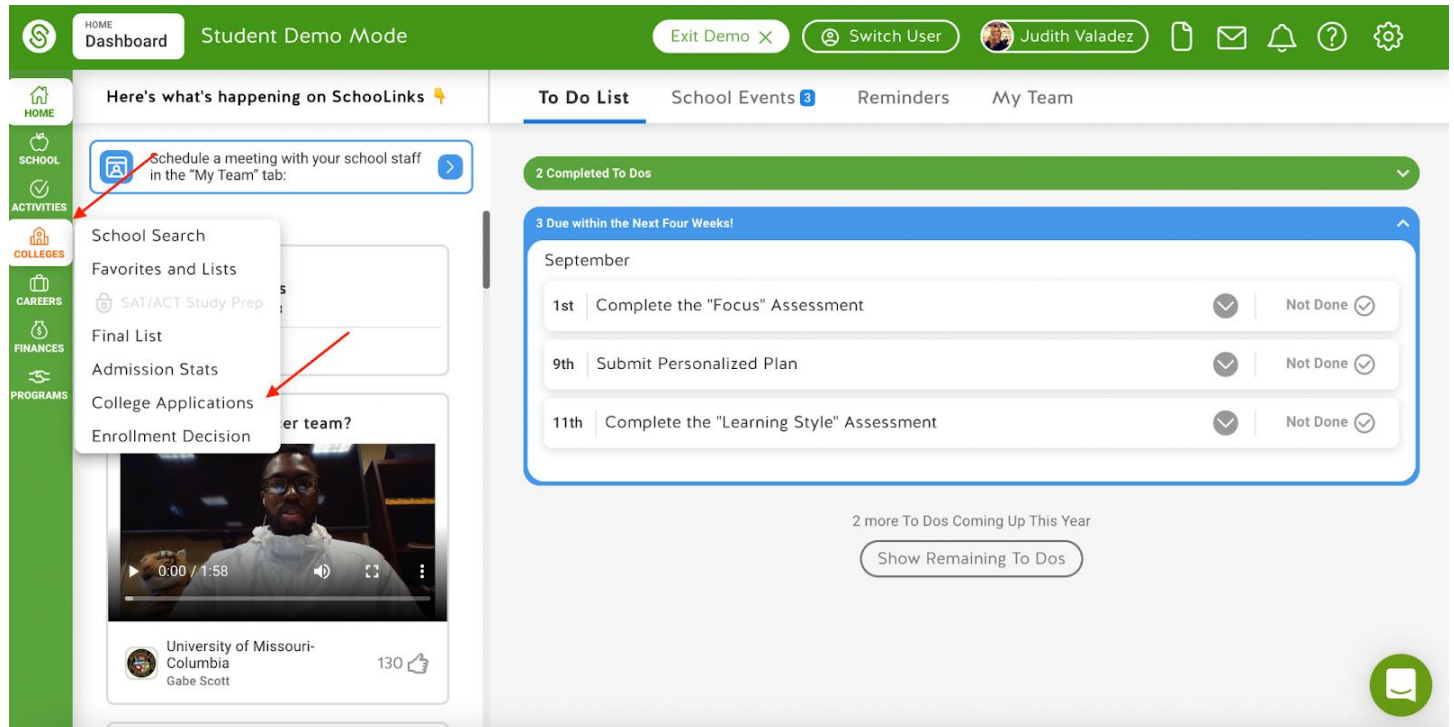 HOME
Dashboard
Student Demo Mode
Exit Demo X
Switch User
Judith Valadez
HOME
SCHOOL
ACTIVITIES
COLLEGES
CAREERS
FINANCES
PROGRAMS
Here's what's happening on SchooLinks
Schedule a meeting with your school staff
in the "My Team" tab:
School Search
Favorites and Lists
SAT/ACT Study Prep
Final List
Admission Stats
College Applications
Enrollment Decision
team?
0:00 / 1:58
University of Missouri-
Columbia
Gabe Scott
130
To Do List
School Events 3
Reminders
My Team
2 Completed To Dos
3 Due within the Next Four Weeks!
September
1st Complete the "Focus" Assessment
Not Done
9th Submit Personalized Plan
Not Done
11th Complete the "Learning Style" Assessment
Not Done
2 more To Dos Coming Up This Year
Show Remaining To Dos